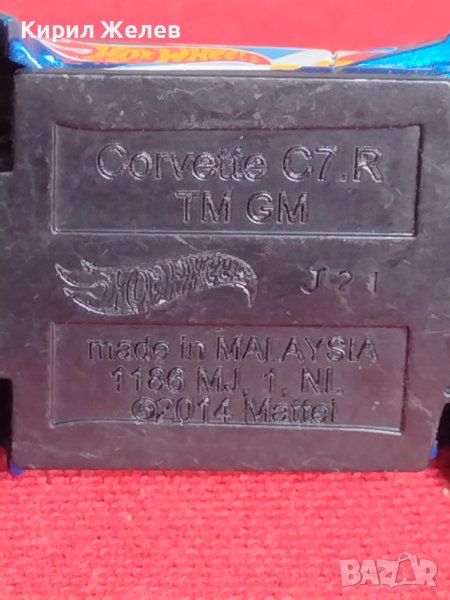 Кирил Желев
HOT WHEELS
Corvette C7.R
TM GM
HOT WHEELS J21
made in MALAYSIA
1186 MJ, 1, NL
©2014 Mattel
BAZAR